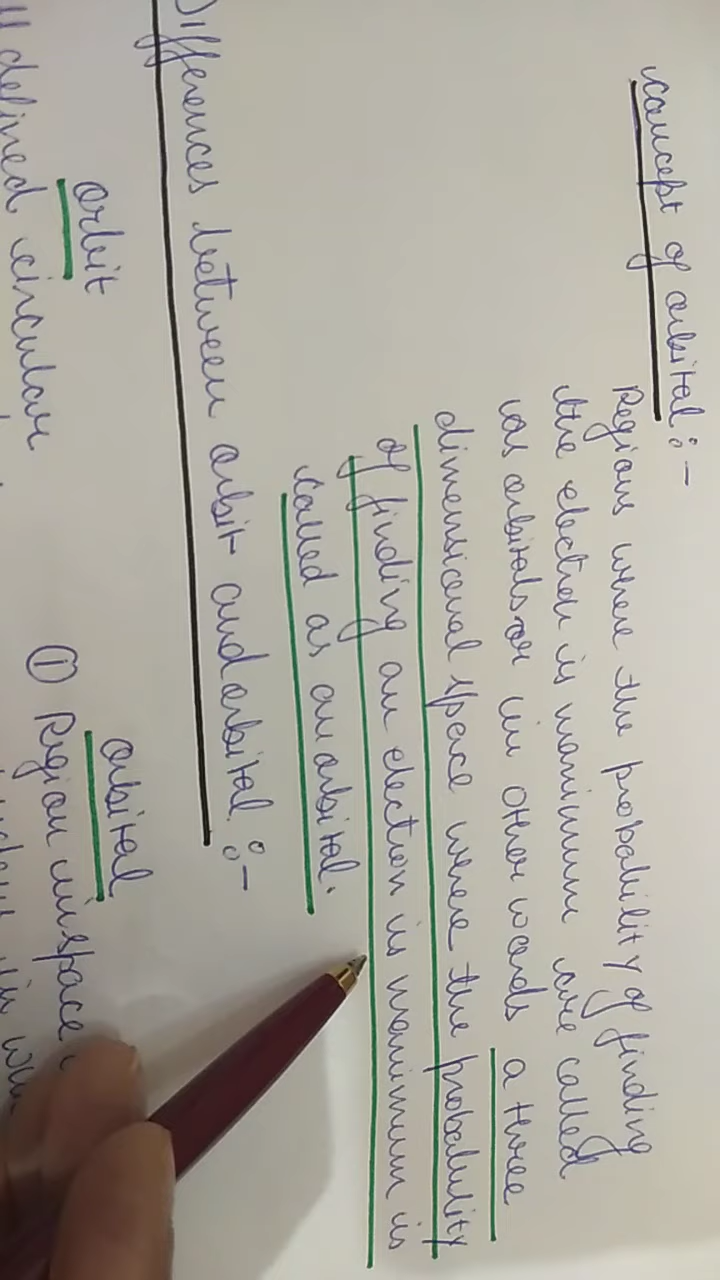 Concept of orbital :-
Regions where the probability of finding
the electron is maximum are called
as orbitals or in other words a three
dimensional space where the probability
of finding an electron is maximum is
called as an orbital.
Differences between orbit and orbital :-
orbit orbital
defined circular ① Region in space